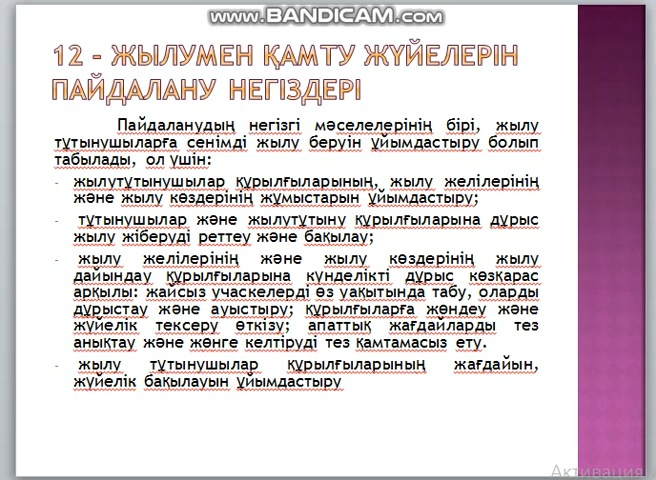 www.BANDICAM.com
12 - ЖЫЛУМЕН ҚАМТУ ЖҮЙЕЛЕРІН
ПАЙДАЛАНУ НЕГІЗДЕРІ
Пайдаланудың негізгі мәселелерінің бірі, жылу
тұтынушыларға сенімді жылу беруін ұйымдастыру болып
табылады, ол үшін:
- жылутұтынушылар құрылғыларының, жылу желілерінің
және жылу көздерінің жұмыстарын ұйымдастыру;
- тұтынушылар және жылутұтыну құрылғыларына дұрыс
жылу жіберуді реттеу және бақылау;
- жылу желілерінің және жылу көздерінің жылу
дайындау құрылғыларына күнделікті дұрыс көзқарас
арқылы: жайсыз учаскелерді өз уақытында табу, оларды
дұрыстау және ауыстыру; құрылғыларға жөндеу және
жүйелік тексеру өткізу; апаттық жағдайларды тез
анықтау және жөнге келтіруді тез қамтамасыз ету.
- жылу тұтынушылар құрылғыларының жағдайын,
жүйелік бақылауын ұйымдастыру
Активация